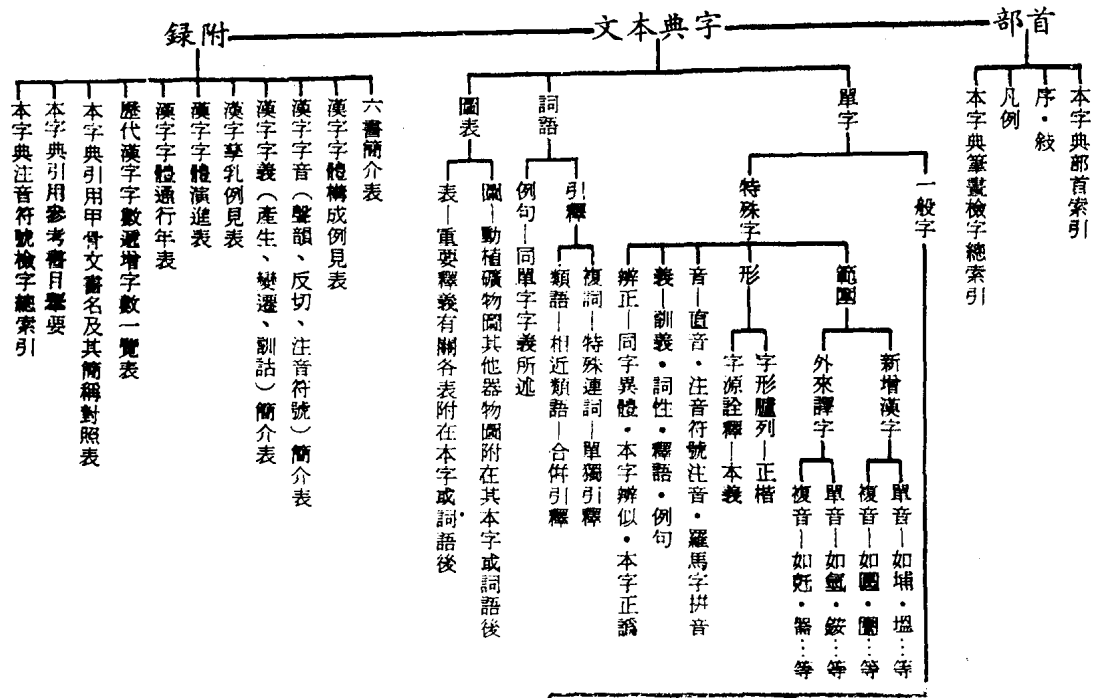 首部
本字典部首索引
序・敍
凡例
本字典筆畫檢字總索引
字典本文
單字
一般字
特殊字
範圍
新增漢字
單音—如埔・塭…等
複音—如…等
外來譯字
單音—如・銨…等
複音—如…等
形
字形臚列—正楷
字源詮釋—本義
音—直音・注音符號注音・羅馬字拼音
義—訓義・詞性・釋語・例句
辨正—同字異體・本字辨似・本字正譌
詞語
引釋
複詞—特殊連詞—單獨引釋
類語—相近類語—合併引釋
例句—同單字字義所述
圖表
圖—動植礦物圖其他器物圖附在其本字或詞語後
表—重要釋義有關各表附在本字或詞語後
附録
六書簡介表
漢字字體構成例見表
漢字字音(聲韻、反切、注音符號)簡介表
漢字字義(產生、變遷、訓詁)簡介表
漢字孳乳例見表
漢字字體演進表
漢字字體通行年表
歷代漢字字數遞增字數一覽表
本字典引用甲骨文書名及其簡稱對照表
本字典引用參考書目舉要
本字典注音符號檢字總索引